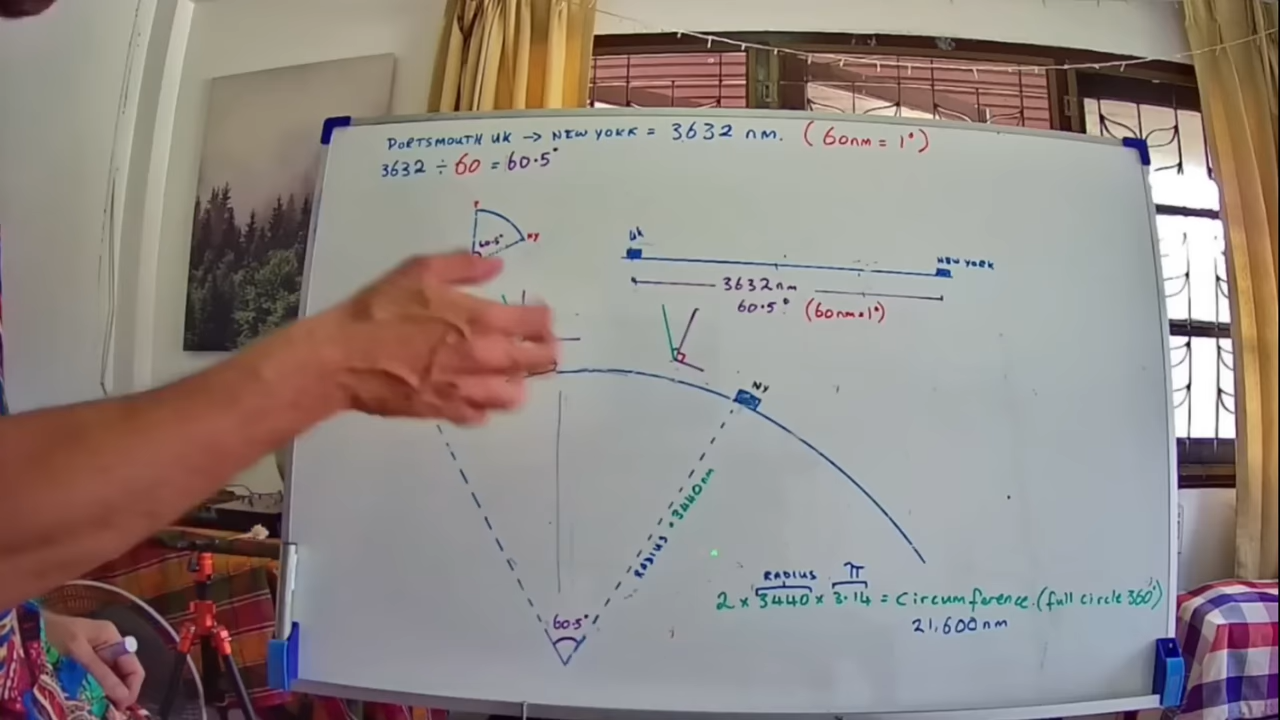 PORTSMOUTH UK → NEW YORK = 3632 nm. (60nm = 1°)
3632 ÷ 60 = 60.5°
P
60.5°
NY
UK
NEW YORK
3632nm
60.5° (60nm=1°)
NY
RADIUS = 3440nm
60.5°
RADIUS π
2 × 3440 × 3.14 = Circumference. (full circle 360°)
21,600nm